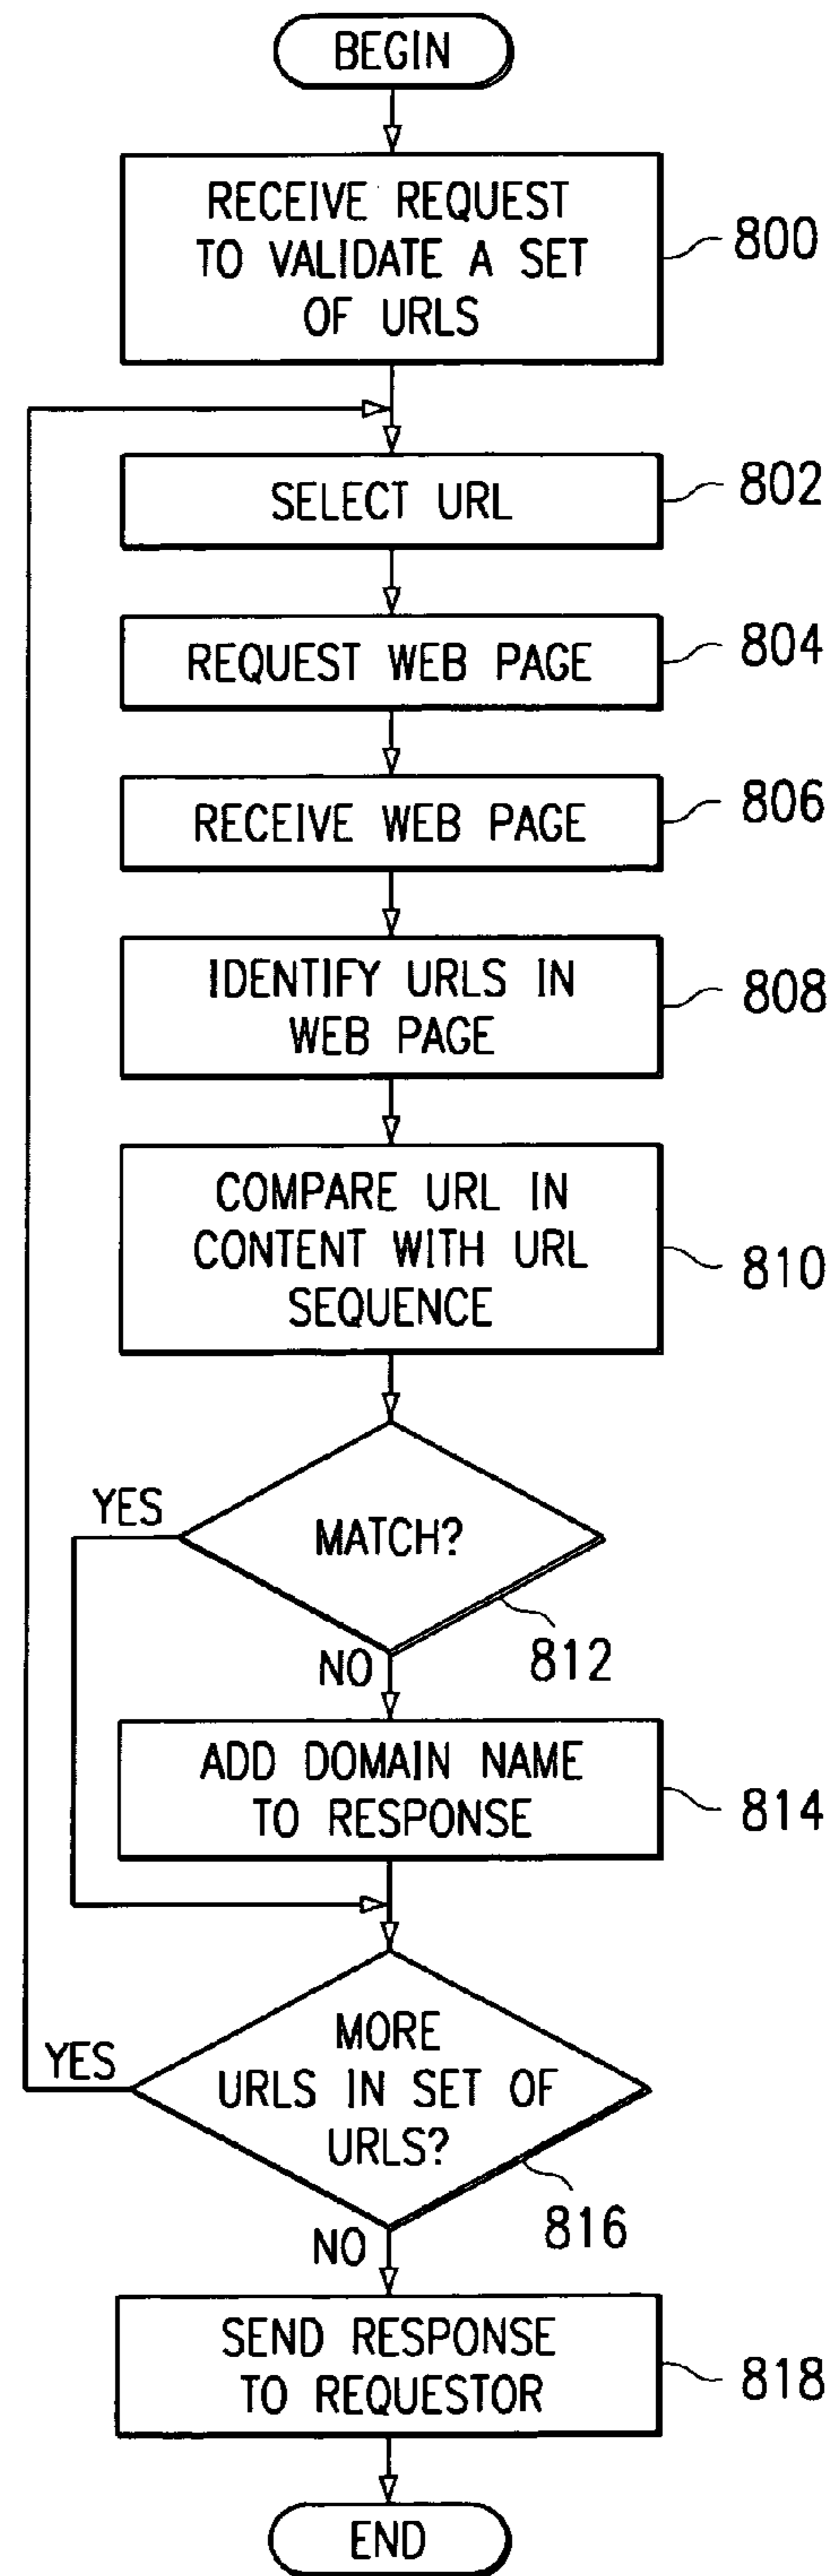 BEGIN
RECEIVE REQUEST
TO VALIDATE A SET
OF URLS
800
SELECT URL
802
REQUEST WEB PAGE
804
RECEIVE WEB PAGE
806
IDENTIFY URLS IN
WEB PAGE
808
COMPARE URL IN
CONTENT WITH URL
SEQUENCE
810
YES
MATCH?
812
NO
ADD DOMAIN NAME
TO RESPONSE
814
YES
MORE
URLS IN SET OF
URLS?
816
NO
SEND RESPONSE
TO REQUESTOR
818
END